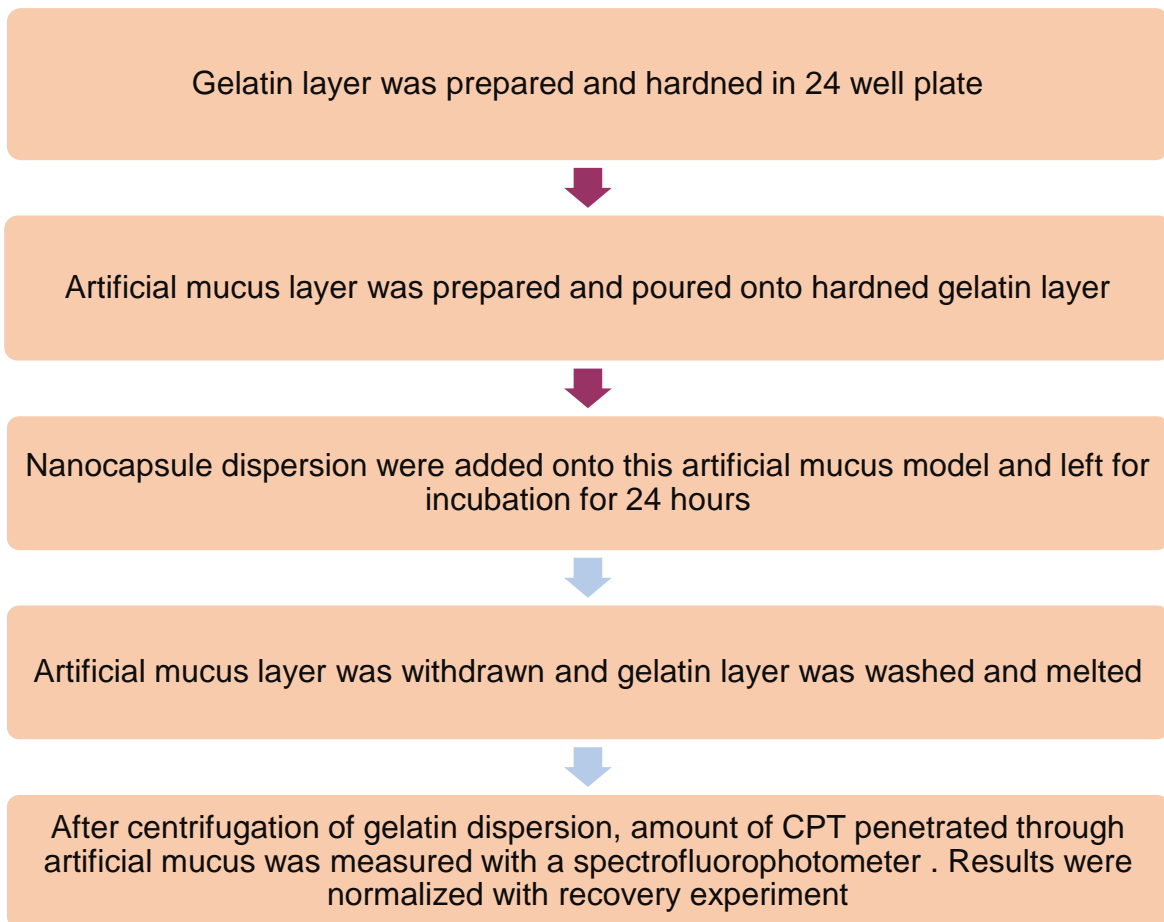 Gelatin layer was prepared and hardned in 24 well plate
Artificial mucus layer was prepared and poured onto hardned gelatin layer
Nanocapsule dispersion were added onto this artificial mucus model and left for
incubation for 24 hours
Artificial mucus layer was withdrawn and gelatin layer was washed and melted
After centrifugation of gelatin dispersion, amount of CPT penetrated through
artificial mucus was measured with a spectrofluorophotometer . Results were
normalized with recovery experiment